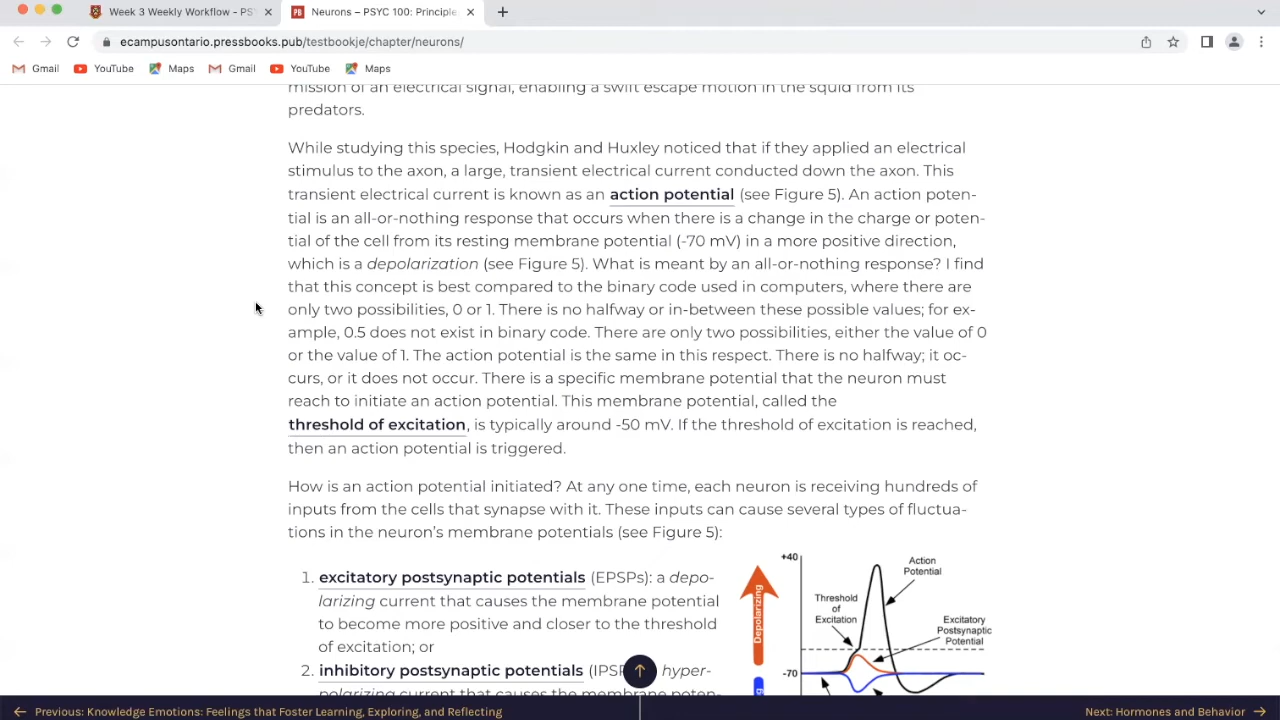 Week 3 Weekly Workflow - PS
Neurons – PSYC 100: Principle
ecampusontario.pressbooks.pub/testbookje/chapter/neurons/
Gmail YouTube Maps Gmail YouTube Maps
mission of an electrical signal, enabling a swift escape motion in the squid from its
predators.
While studying this species, Hodgkin and Huxley noticed that if they applied an electrical
stimulus to the axon, a large, transient electrical current conducted down the axon. This
transient electrical current is known as an action potential (see Figure 5). An action poten-
tial is an all-or-nothing response that occurs when there is a change in the charge or poten-
tial of the cell from its resting membrane potential (-70 mV) in a more positive direction,
which is a depolarization (see Figure 5). What is meant by an all-or-nothing response? I find
that this concept is best compared to the binary code used in computers, where there are
only two possibilities, 0 or 1. There is no halfway or in-between these possible values; for ex-
ample, 0.5 does not exist in binary code. There are only two possibilities, either the value of 0
or the value of 1. The action potential is the same in this respect. There is no halfway; it oc-
curs, or it does not occur. There is a specific membrane potential that the neuron must
reach to initiate an action potential. This membrane potential, called the
threshold of excitation, is typically around -50 mV. If the threshold of excitation is reached,
then an action potential is triggered.
How is an action potential initiated? At any one time, each neuron is receiving hundreds of
inputs from the cells that synapse with it. These inputs can cause several types of fluctua-
tions in the neuron's membrane potentials (see Figure 5):
1. excitatory postsynaptic potentials (EPSPs): a depo-
larizing current that causes the membrane potential
to become more positive and closer to the threshold
of excitation; or
2. inhibitory postsynaptic potentials (IPSP hyper-
polarizing current that causes the membrane poten-
+40
Action
Potential
Threshold
of
Excitation
Depolarizing
Excitatory
Postsynaptic
Potential
-70
Previous: Knowledge Emotions: Feelings that Foster Learning, Exploring, and Reflecting
Next: Hormones and Behavior